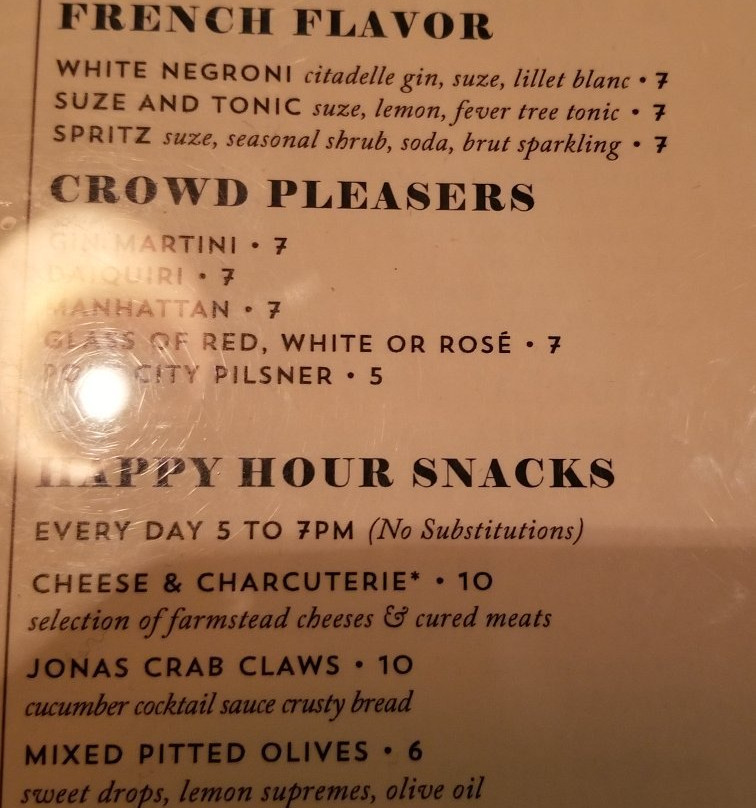 FRENCH FLAVOR
WHITE NEGRONI citadelle gin, suze, lillet blanc • 7
SUZE AND TONIC suze, lemon, fever tree tonic • 7
SPRITZ suze, seasonal shrub, soda, brut sparkling • 7
CROWD PLEASERS
GIN MARTINI • 7
DAIQUIRI • 7
MANHATTAN • 7
GLASS OF RED, WHITE OR ROSÉ • 7
CITY PILSNER • 5
HAPPY HOUR SNACKS
EVERY DAY 5 TO 7PM (No Substitutions)
CHEESE & CHARCUTERIE* • 10
selection of farmstead cheeses & cured meats
JONAS CRAB CLAWS • 10
cucumber cocktail sauce crusty bread
MIXED PITTED OLIVES • 6
sweet drops, lemon supremes, olive oil